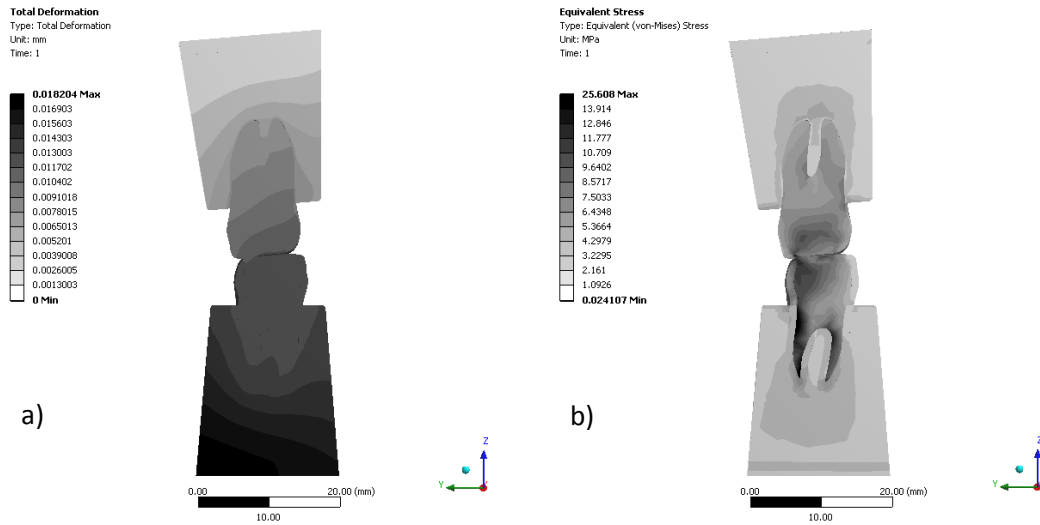 Total Deformation
Type: Total Deformation
Unit: mm
Time: 1
0.018204 Max
0.016903
0.015603
0.014303
0.013003
0.011702
0.010402
0.0091018
0.0078015
0.0065013
0.005201
0.0039008
0.0026005
0.0013003
0 Min
a)
0.00
20.00 (mm)
10.00
Z
Y
Equivalent Stress
Type: Equivalent (von-Mises) Stress
Unit: MPa
Time: 1
25.608 Max
13.914
12.846
11.777
10.709
9.6402
8.5717
7.5033
6.4348
5.3664
4.2979
3.2295
2.161
1.0926
0.024107 Min
b)
0.00
20.00 (mm)
10.00
Z
Y